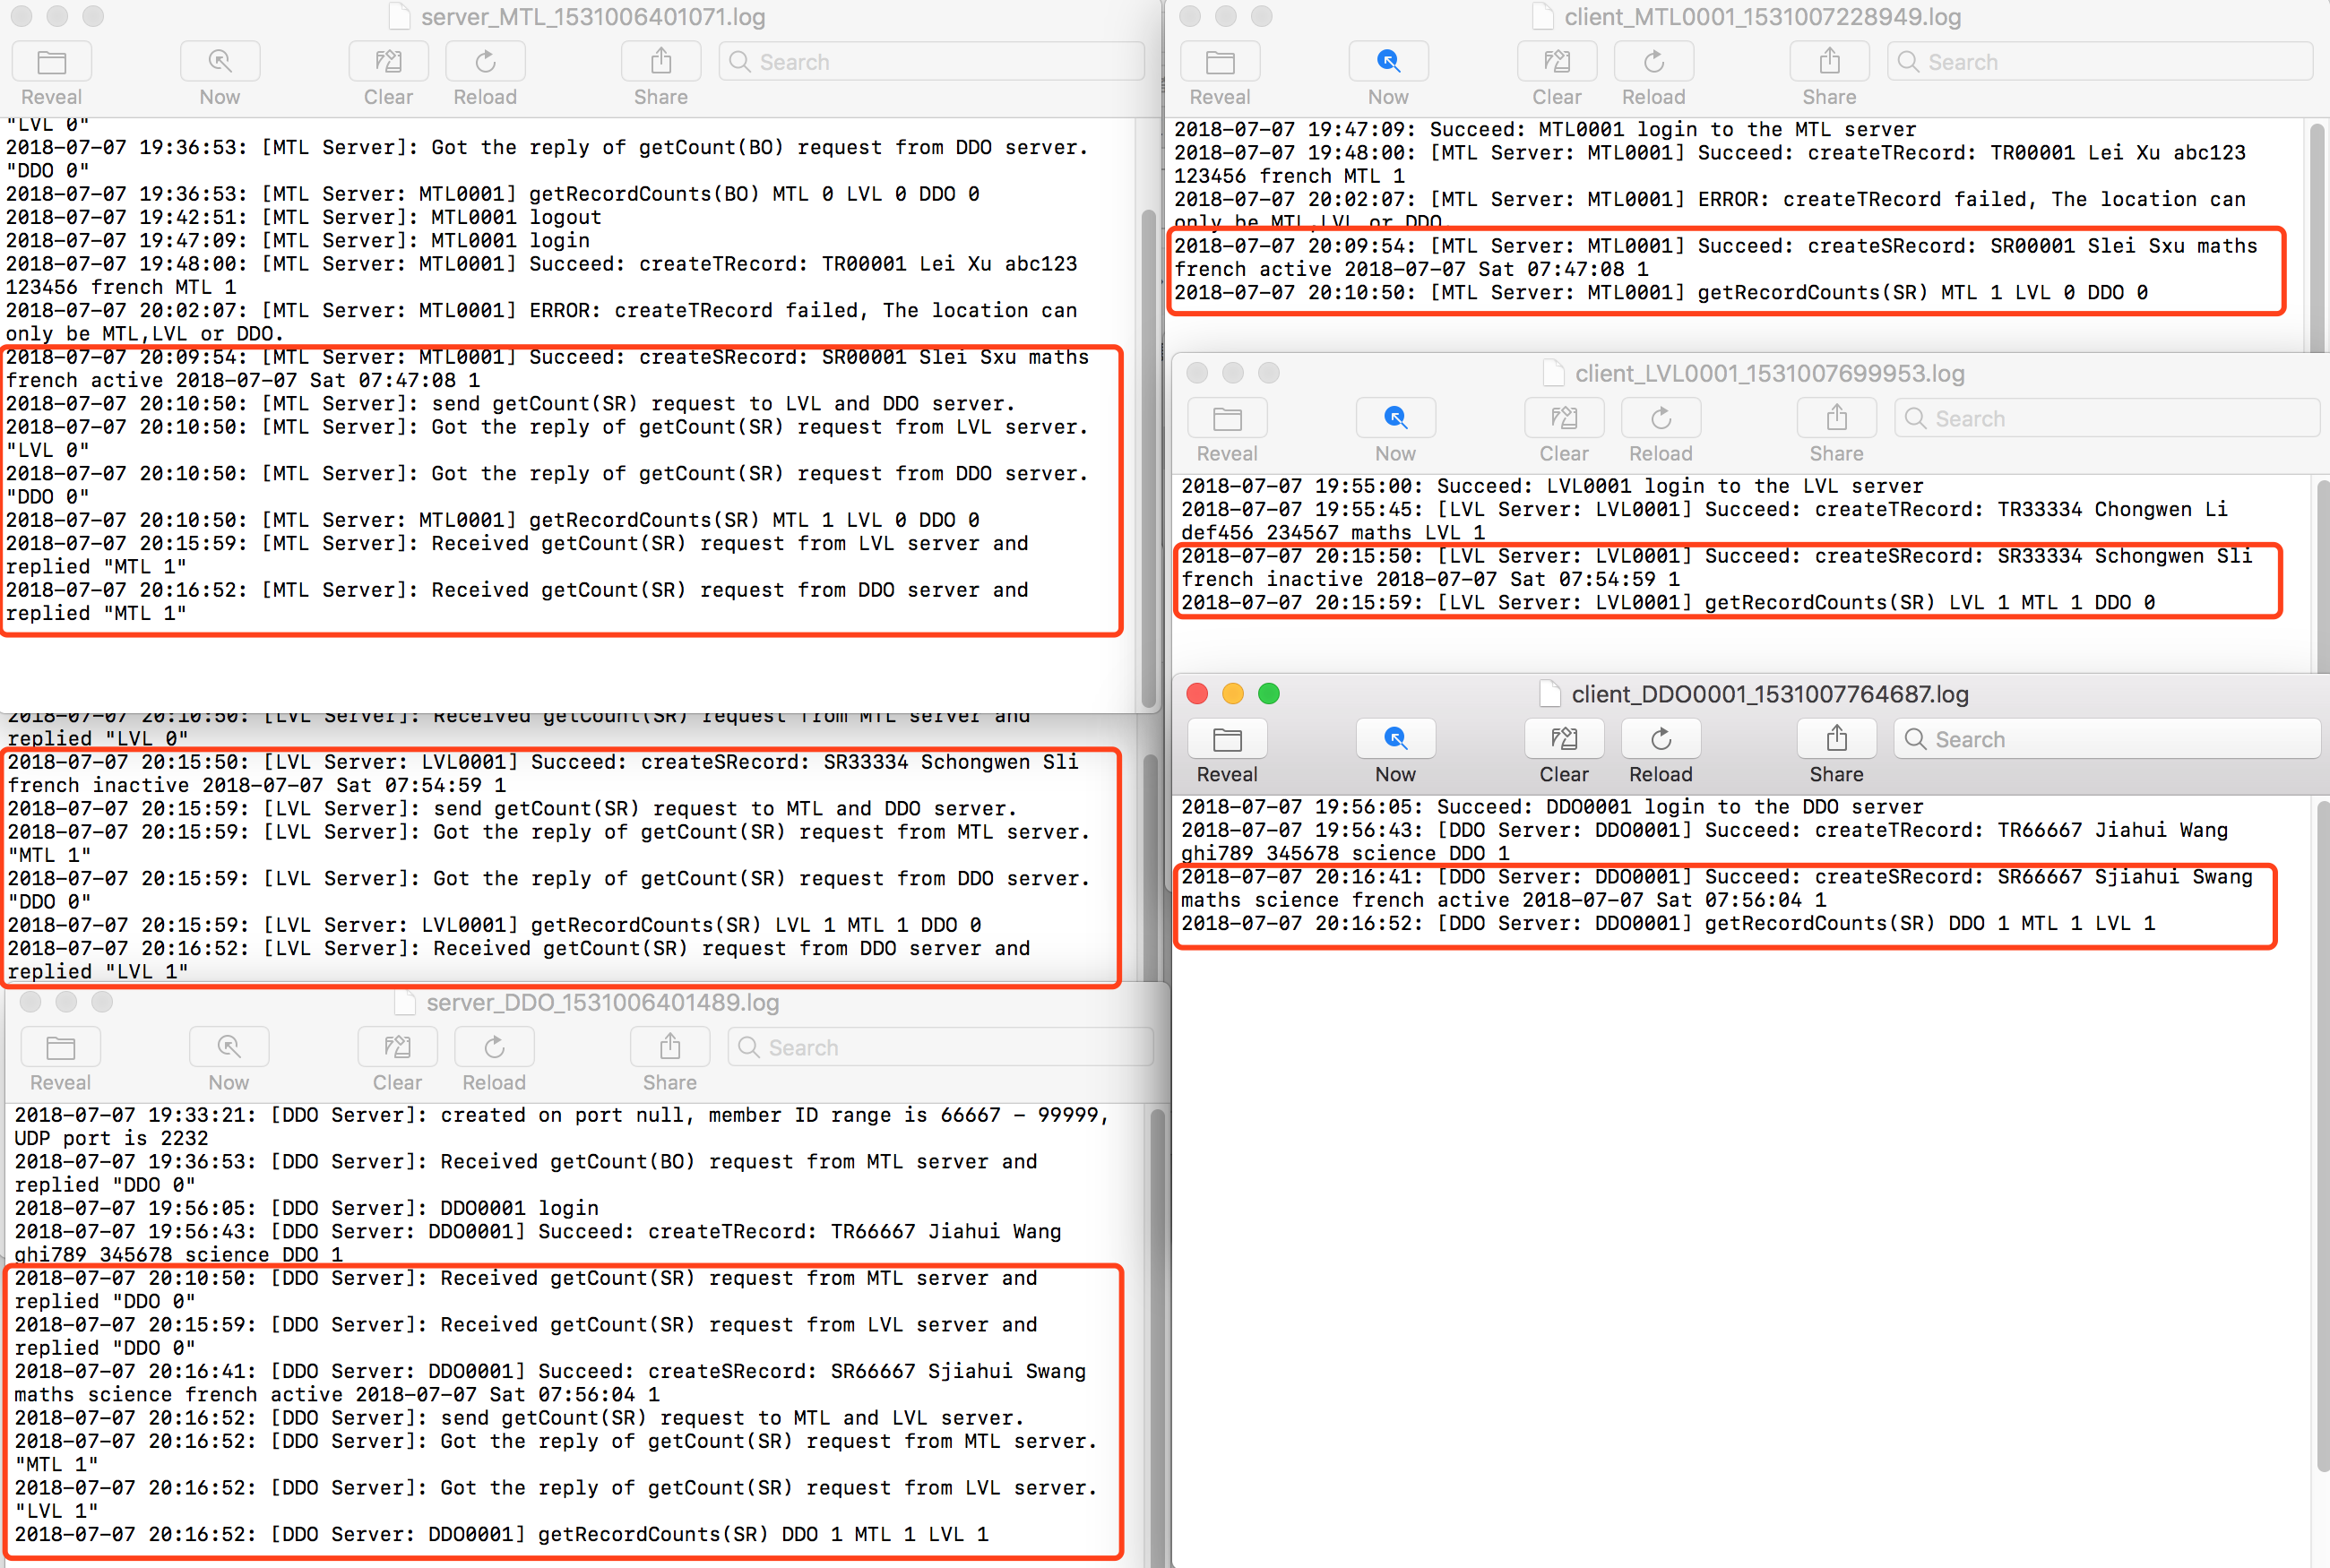 server_MTL_1531006401071.log
Reveal Now Clear Reload Share Search
"LVL 0"
2018-07-07 19:36:53: [MTL Server]: Got the reply of getCount(BO) request from DDO server.
"DDO 0"
2018-07-07 19:36:53: [MTL Server: MTL0001] getRecordCounts(BO) MTL 0 LVL 0 DDO 0
2018-07-07 19:42:51: [MTL Server]: MTL0001 logout
2018-07-07 19:47:09: [MTL Server]: MTL0001 login
2018-07-07 19:48:00: [MTL Server: MTL0001] Succeed: createTRecord: TR00001 Lei Xu abc123
123456 french MTL 1
2018-07-07 20:02:07: [MTL Server: MTL0001] ERROR: createTRecord failed, The location can
only be MTL,LVL or DDO.
2018-07-07 20:09:54: [MTL Server: MTL0001] Succeed: createSRecord: SR00001 Slei Sxu maths
french active 2018-07-07 Sat 07:47:08 1
2018-07-07 20:10:50: [MTL Server]: send getCount(SR) request to LVL and DDO server.
2018-07-07 20:10:50: [MTL Server]: Got the reply of getCount(SR) request from LVL server.
"LVL 0"
2018-07-07 20:10:50: [MTL Server]: Got the reply of getCount(SR) request from DDO server.
"DDO 0"
2018-07-07 20:10:50: [MTL Server: MTL0001] getRecordCounts(SR) MTL 1 LVL 0 DDO 0
2018-07-07 20:15:59: [MTL Server]: Received getCount(SR) request from LVL server and
replied "MTL 1"
2018-07-07 20:16:52: [MTL Server]: Received getCount(SR) request from DDO server and
replied "MTL 1"
2018-07-07 20:10:50: [LVL Server]: Received getCount(SR) request from MTL server and
replied "LVL 0"
2018-07-07 20:15:50: [LVL Server: LVL0001] Succeed: createSRecord: SR33334 Schongwen Sli
french inactive 2018-07-07 Sat 07:54:59 1
2018-07-07 20:15:59: [LVL Server]: send getCount(SR) request to MTL and DDO server.
2018-07-07 20:15:59: [LVL Server]: Got the reply of getCount(SR) request from MTL server.
"MTL 1"
2018-07-07 20:15:59: [LVL Server]: Got the reply of getCount(SR) request from DDO server.
"DDO 0"
2018-07-07 20:15:59: [LVL Server: LVL0001] getRecordCounts(SR) LVL 1 MTL 1 DDO 0
2018-07-07 20:16:52: [LVL Server]: Received getCount(SR) request from DDO server and
replied "LVL 1"
server_DDO_1531006401489.log
Reveal Now Clear Reload Share Search
2018-07-07 19:33:21: [DDO Server]: created on port null, member ID range is 66667 - 99999,
UDP port is 2232
2018-07-07 19:36:53: [DDO Server]: Received getCount(BO) request from MTL server and
replied "DDO 0"
2018-07-07 19:56:05: [DDO Server]: DDO0001 login
2018-07-07 19:56:43: [DDO Server: DDO0001] Succeed: createTRecord: TR66667 Jiahui Wang
ghi789 345678 science DDO 1
2018-07-07 20:10:50: [DDO Server]: Received getCount(SR) request from MTL server and
replied "DDO 0"
2018-07-07 20:15:59: [DDO Server]: Received getCount(SR) request from LVL server and
replied "DDO 0"
2018-07-07 20:16:41: [DDO Server: DDO0001] Succeed: createSRecord: SR66667 Sjiahui Swang
maths science french active 2018-07-07 Sat 07:56:04 1
2018-07-07 20:16:52: [DDO Server]: send getCount(SR) request to MTL and LVL server.
2018-07-07 20:16:52: [DDO Server]: Got the reply of getCount(SR) request from MTL server.
"MTL 1"
2018-07-07 20:16:52: [DDO Server]: Got the reply of getCount(SR) request from LVL server.
"LVL 1"
2018-07-07 20:16:52: [DDO Server: DDO0001] getRecordCounts(SR) DDO 1 MTL 1 LVL 1
client_MTL0001_1531007228949.log
Reveal Now Clear Reload Share Search
2018-07-07 19:47:09: Succeed: MTL0001 login to the MTL server
2018-07-07 19:48:00: [MTL Server: MTL0001] Succeed: createTRecord: TR00001 Lei Xu abc123
123456 french MTL 1
2018-07-07 20:02:07: [MTL Server: MTL0001] ERROR: createTRecord failed, The location can
only be MTL,LVL or DDO.
2018-07-07 20:09:54: [MTL Server: MTL0001] Succeed: createSRecord: SR00001 Slei Sxu maths
french active 2018-07-07 Sat 07:47:08 1
2018-07-07 20:10:50: [MTL Server: MTL0001] getRecordCounts(SR) MTL 1 LVL 0 DDO 0
client_LVL0001_1531007699953.log
Reveal Now Clear Reload Share Search
2018-07-07 19:55:00: Succeed: LVL0001 login to the LVL server
2018-07-07 19:55:45: [LVL Server: LVL0001] Succeed: createTRecord: TR33334 Chongwen Li
def456 234567 maths LVL 1
2018-07-07 20:15:50: [LVL Server: LVL0001] Succeed: createSRecord: SR33334 Schongwen Sli
french inactive 2018-07-07 Sat 07:54:59 1
2018-07-07 20:15:59: [LVL Server: LVL0001] getRecordCounts(SR) LVL 1 MTL 1 DDO 0
client_DDO0001_1531007764687.log
Reveal Now Clear Reload Share Search
2018-07-07 19:56:05: Succeed: DDO0001 login to the DDO server
2018-07-07 19:56:43: [DDO Server: DDO0001] Succeed: createTRecord: TR66667 Jiahui Wang
ghi789 345678 science DDO 1
2018-07-07 20:16:41: [DDO Server: DDO0001] Succeed: createSRecord: SR66667 Sjiahui Swang
maths science french active 2018-07-07 Sat 07:56:04 1
2018-07-07 20:16:52: [DDO Server: DDO0001] getRecordCounts(SR) DDO 1 MTL 1 LVL 1